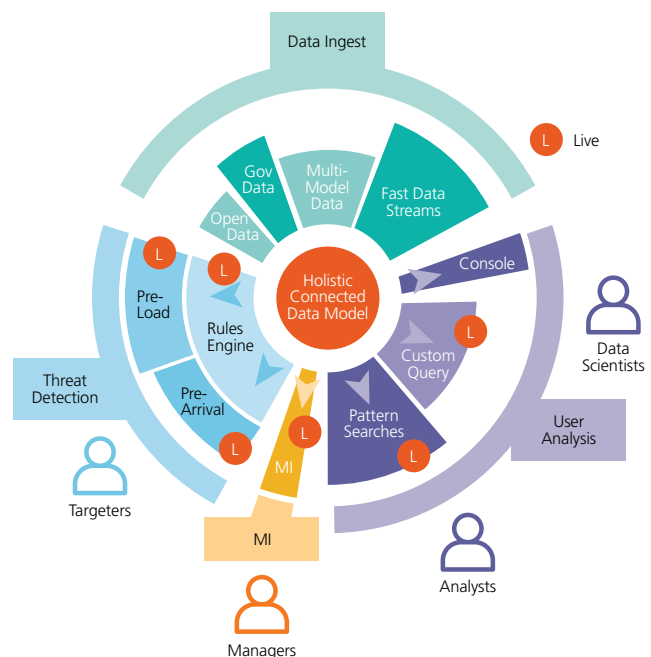 Data Ingest
L
Live
Gov
Data
Multi-
Model
Data
Fast Data
Streams
Open
Data
Console
L
L
Holistic
Connected
Data Model
Pre-
Load
Rules
Engine
L
Custom
Query
Data
Scientists
Threat
Detection
Pre-
Arrival
Pattern
Searches
User
Analysis
L
L
L
MI
Targeters
MI
Analysts
Managers